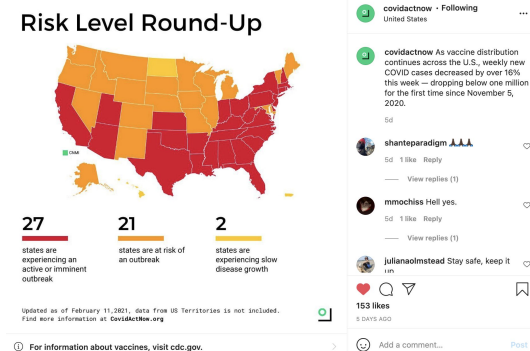 Risk Level Round-Up
CNMI
27
states are
experiencing an
active or imminent
outbreak
21
states are at risk of
an outbreak
2
states are
experiencing slow
disease growth
Updated as of February 11,2021, data from US Territories is not included.
Find more information at CovidActNow.org
For information about vaccines, visit cdc.gov.
covidactnow • Following
United States
covidactnow As vaccine distribution
continues across the U.S., weekly new
COVID cases decreased by over 16%
this week — dropping below one million
for the first time since November 5,
2020.
5d
shanteparadigm 🙏🏾🙏🏾🙏🏾
5d 1 like Reply
View replies (1)
mmochiss Hell yes.
5d 1 like Reply
View replies (1)
julianaolmstead Stay safe, keep it
up
153 likes
5 DAYS AGO
Add a comment...
Post